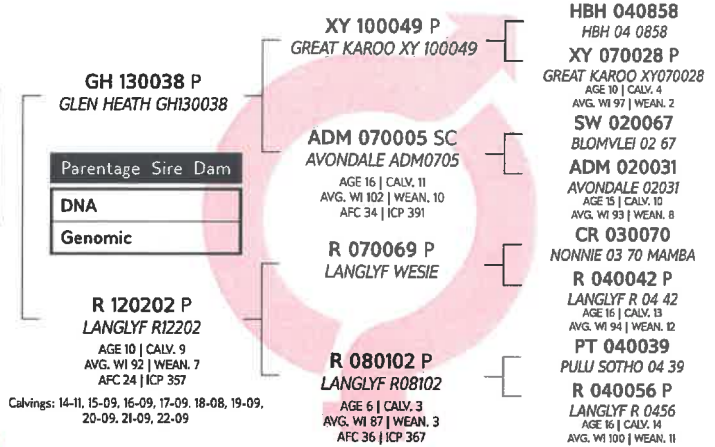 GH 130038 P
GLEN HEATH GH130038
Parentage Sire Dam
DNA
Genomic
R 120202 P
LANGLYF R12202
AGE 10 | CALV. 9
AVG. WI 92 | WEAN. 7
AFC 24 | ICP 357
Calvings: 14-11, 15-09, 16-09, 17-09. 18-08, 19-09,
20-09. 21-09, 22-09
XY 100049 P
GREAT KAROO XY 100049
ADM 070005 SC
AVONDALE ADM0705
AGE 16 | CALV. 11
AVG. WI 102 | WEAN. 10
AFC 34 | ICP 391
R 070069 P
LANGLYF WESIE
R 080102 P
LANGLYF R08102
AGE 6 | CALV. 3
AVG. WI 87 | WEAN. 3
AFC 36 | ICP 367
HBH 040858
HBH 04 0858
XY 070028 P
GREAT KAROO XY070028
AGE 10 | CALV. 4
AVG. WI 97 | WEAN. 2
SW 020067
BLOMVLEI 02 67
ADM 020031
AVONDALE 02031
AGE 15 | CALV. 10
AVG. WI 93 | WEAN. 8
CR 030070
NONNIE 03 70 MAMBA
R 040042 P
LANGLYF R 04 42
AGE 16 | CALV. 13
AVG. WI 94 | WEAN. 12
PT 040039
PULU SOTHO 04 39
R 040056 P
LANGLYF R 0456
AGE 16 | CALV. 14
AVG. WI 100 | WEAN. 11